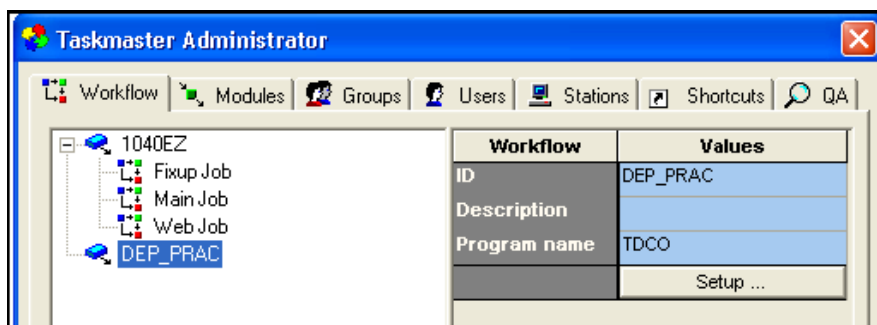 Taskmaster Administrator
Workflow Modules Groups Users Stations Shortcuts QA
1040EZ
Fixup Job
Main Job
Web Job
DEP_PRAC
Workflow Values
ID DEP_PRAC
Description
Program name TDCO
Setup ...